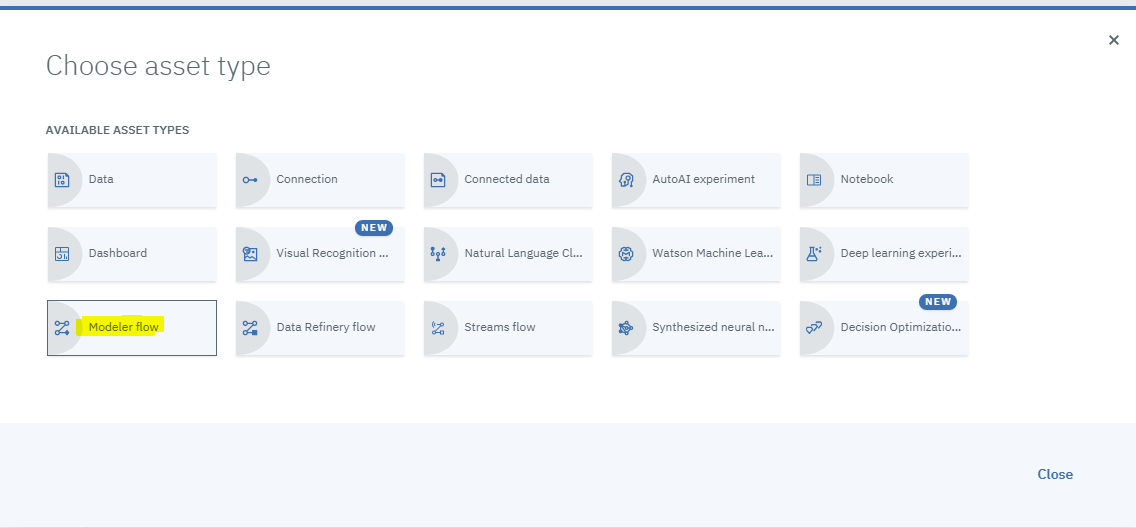 Choose asset type
AVAILABLE ASSET TYPES
Data
Connection
Connected data
AutoAI experiment
Notebook
Dashboard
NEW
Visual Recognition ...
Natural Language Cl...
Watson Machine Lea...
Deep learning experi...
Modeler flow
Data Refinery flow
Streams flow
Synthesized neural n...
NEW
Decision Optimizatio...
Close